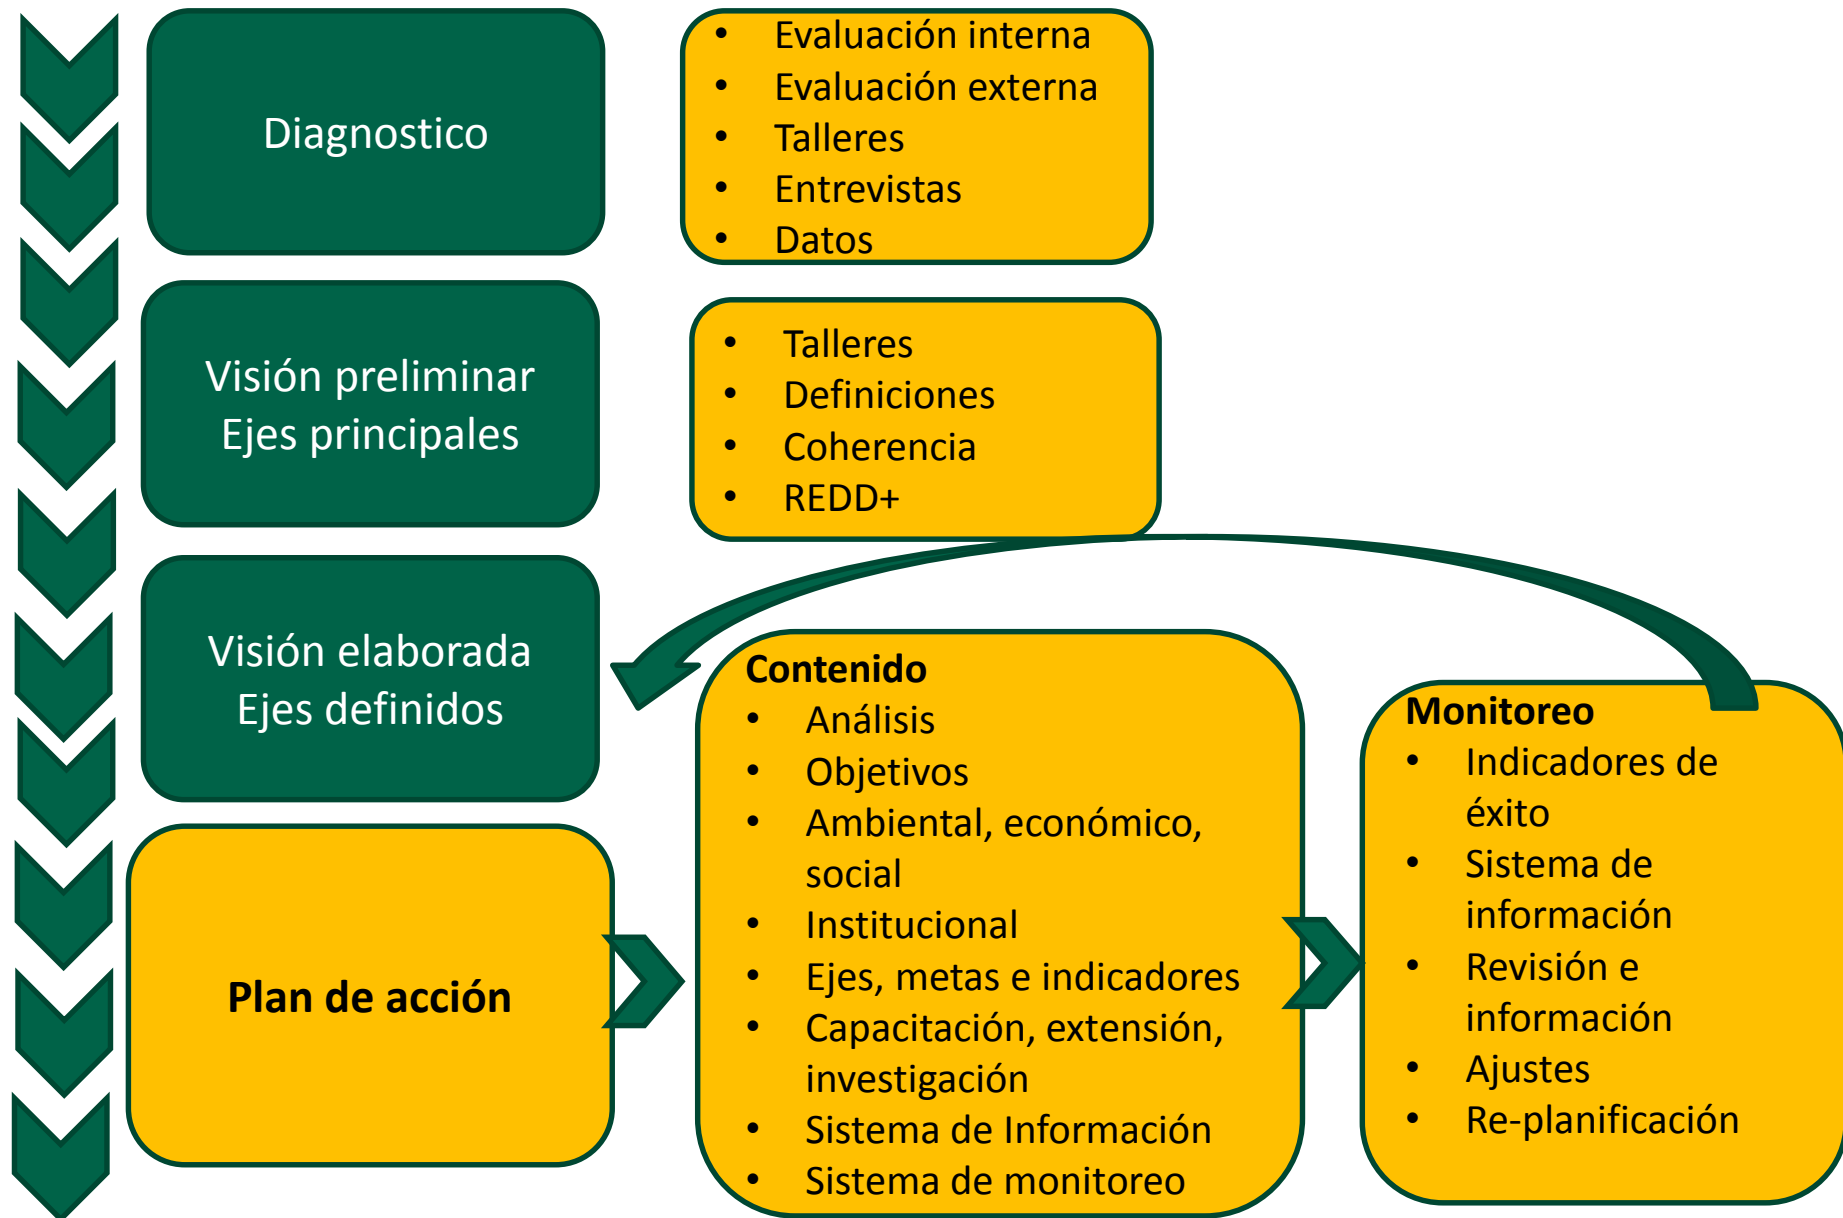 Diagnostico
• Evaluación interna
• Evaluación externa
• Talleres
• Entrevistas
• Datos
Visión preliminar
Ejes principales
• Talleres
• Definiciones
• Coherencia
• REDD+
Visión elaborada
Ejes definidos
Plan de acción
Contenido
• Análisis
• Objetivos
• Ambiental, económico,
social
• Institucional
• Ejes, metas e indicadores
• Capacitación, extensión,
investigación
• Sistema de Información
• Sistema de monitoreo
Monitoreo
• Indicadores de
éxito
• Sistema de
información
• Revisión e
información
• Ajustes
• Re-planificación